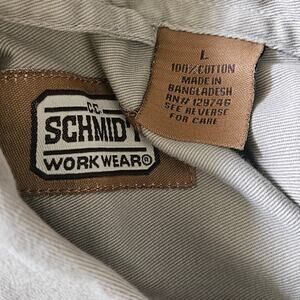 C.E.
SCHMIDT
WORKWEAR®
L
100% COTTON
MADE IN
BANGLADESH
RN# 129746
SEE REVERSE
FOR CARE